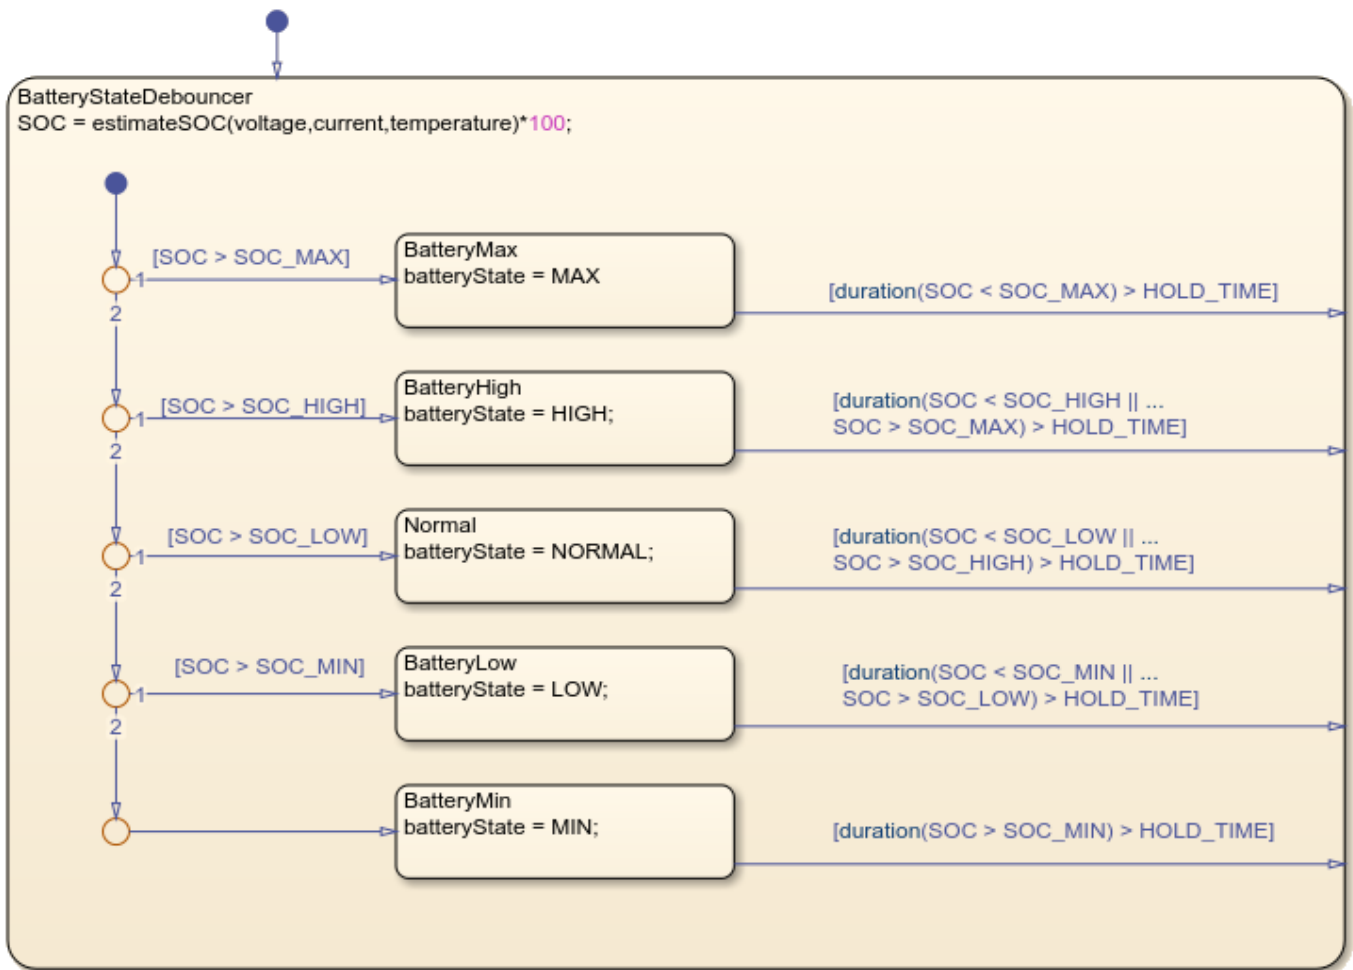 BatteryStateDebouncer
SOC = estimateSOC(voltage,current,temperature)*100;
[SOC > SOC_MAX]
1
2
BatteryMax
batteryState = MAX
[duration(SOC < SOC_MAX) > HOLD_TIME]
[SOC > SOC_HIGH]
1
2
BatteryHigh
batteryState = HIGH;
[duration(SOC < SOC_HIGH || ...
SOC > SOC_MAX) > HOLD_TIME]
[SOC > SOC_LOW]
1
2
Normal
batteryState = NORMAL;
[duration(SOC < SOC_LOW || ...
SOC > SOC_HIGH) > HOLD_TIME]
[SOC > SOC_MIN]
1
2
BatteryLow
batteryState = LOW;
[duration(SOC < SOC_MIN || ...
SOC > SOC_LOW) > HOLD_TIME]
BatteryMin
batteryState = MIN;
[duration(SOC > SOC_MIN) > HOLD_TIME]